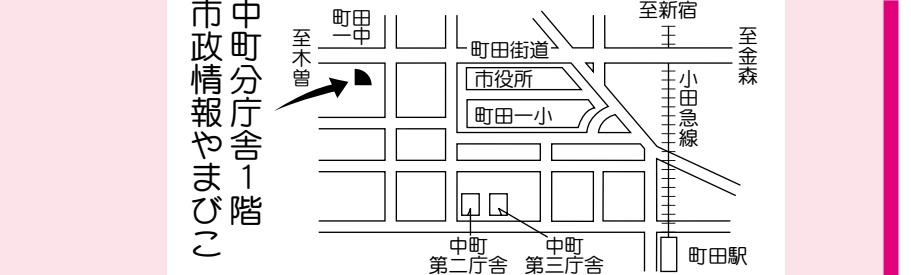 中町分庁舎1階
市政情報やまびこ
至木曽
町田
一中
町田街道
市役所
町田一小
至新宿
至金森
小田急線
中町
第二庁舎
中町
第三庁舎
町田駅